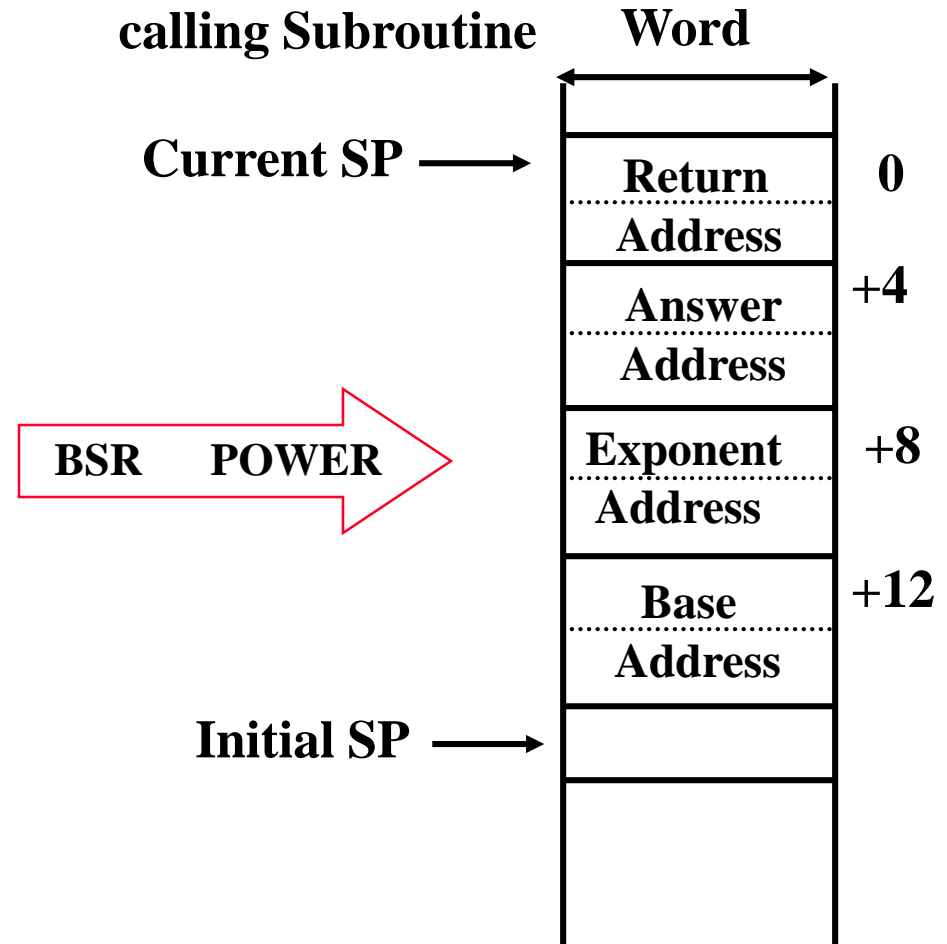 calling Subroutine
Word
Current SP
Return
0
Address
+4
Answer
Address
BSR POWER
Exponent
+8
Address
Base
+12
Address
Initial SP